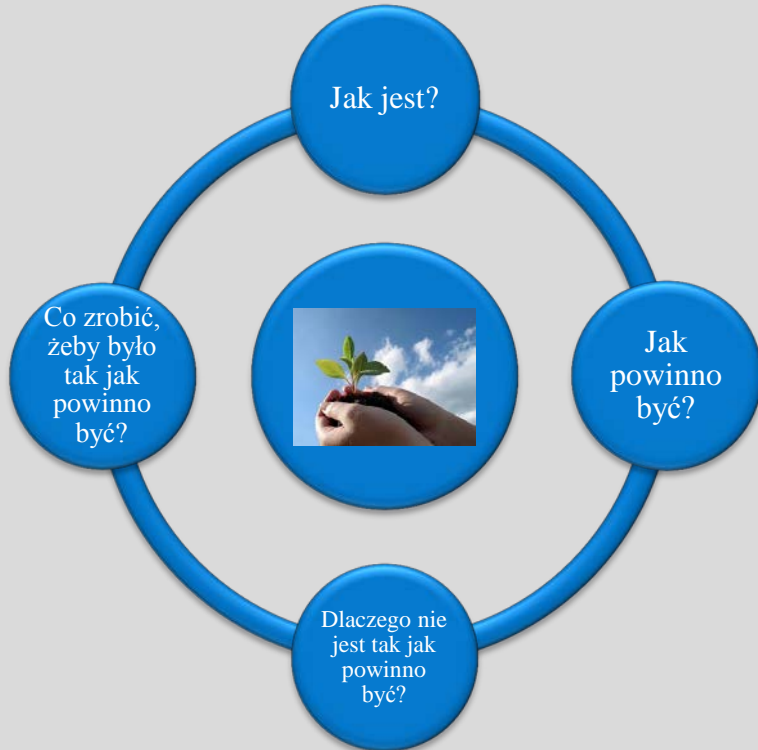 Jak jest?
Jak
powinno
być?
Dlaczego nie
jest tak jak
powinno
być?
Co zrobić,
żeby było
tak jak
powinno
być?